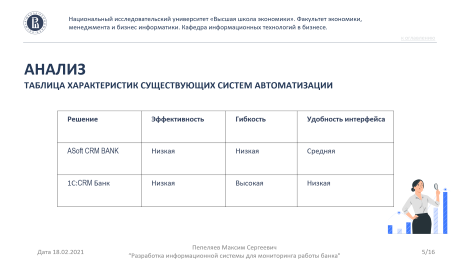 Национальный исследовательский университет «Высшая школа экономики». Факультет экономики,
менеджмента и бизнес информатики. Кафедра информационных технологий в бизнесе.
АНАЛИЗ
ТАБЛИЦА ХАРАКТЕРИСТИК СУЩЕСТВУЮЩИХ СИСТЕМ АВТОМАТИЗАЦИИ
Решение Эффективность Гибкость Удобность интерфейса
ASoft CRM BANK Низкая Низкая Средняя
1C:CRM Банк Низкая Высокая Низкая
Дата 18.02.2021
Пепеляев Максим Сергеевич
"Разработка информационной системы для мониторинга работы банка"
5/16